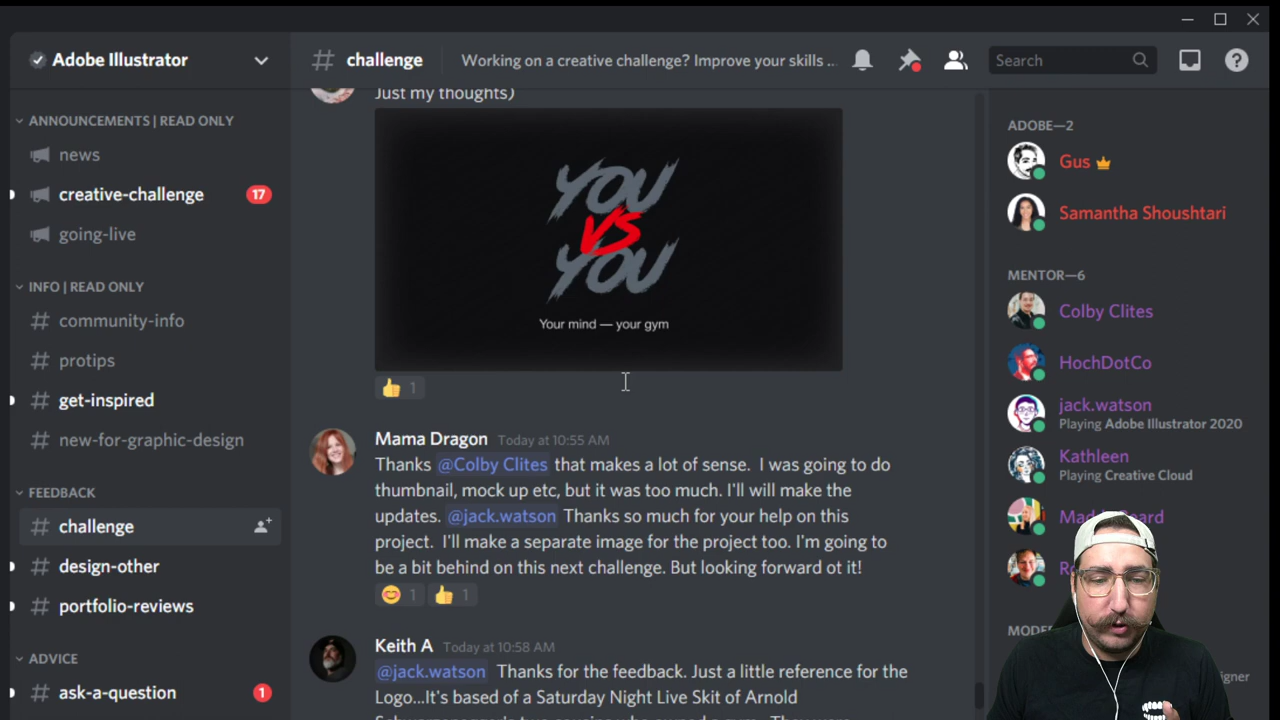 Adobe Illustrator
ANNOUNCEMENTS | READ ONLY
news
creative-challenge 17
going-live
INFO | READ ONLY
# community-info
# protips
# get-inspired
# new-for-graphic-design
FEEDBACK
# challenge
# design-other
# portfolio-reviews
ADVICE
# ask-a-question 1
# challenge
Working on a creative challenge? Improve your skills ...
Search
Just my thoughts)
YOU
VS
YOU
Your mind — your gym
1
Mama Dragon Today at 10:55 AM
Thanks @Colby Clites that makes a lot of sense. I was going to do
thumbnail, mock up etc, but it was too much. I'll will make the
updates. @jack.watson Thanks so much for your help on this
project. I'll make a separate image for the project too. I'm going to
be a bit behind on this next challenge. But looking forward ot it!
1 1
Keith A Today at 10:58 AM
@jack.watson Thanks for the feedback. Just a little reference for the
Logo...It's based of a Saturday Night Live Skit of Arnold
ADOBE—2
Gus
Samantha Shoushtari
MENTOR—6
Colby Clites
HochDotCo
jack.watson
Playing Adobe Illustrator 2020
Kathleen
Playing Creative Cloud